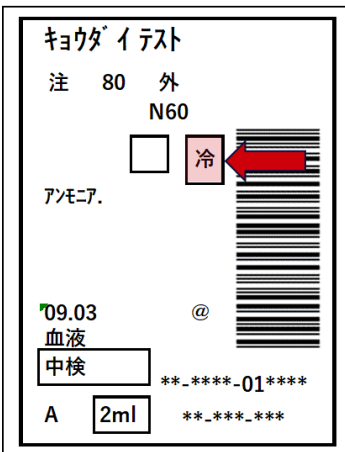 ｷｮｳﾀﾞｲ ﾃｽﾄ
注 80 外
N60
冷
ｱﾝﾓﾆｱ.
09.03 @
血液
中検
**-****-01****
A 2ml **-***-***